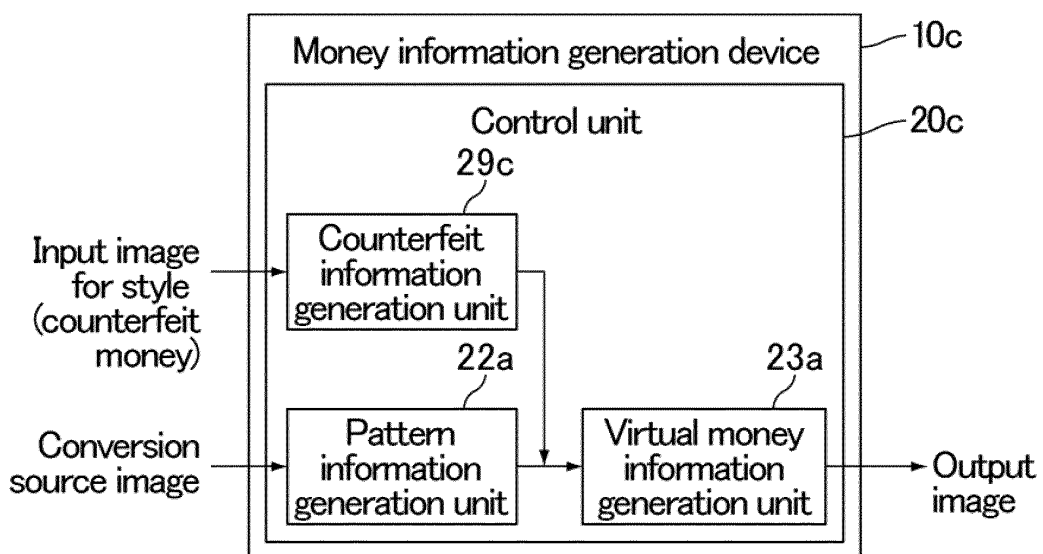 Money information generation device
10c
Control unit
20c
29c
Input image
for style
(counterfeit
money)
Counterfeit
information
generation unit
22a
23a
Conversion
source image
Pattern
information
generation unit
Virtual money
information
generation unit
Output
image